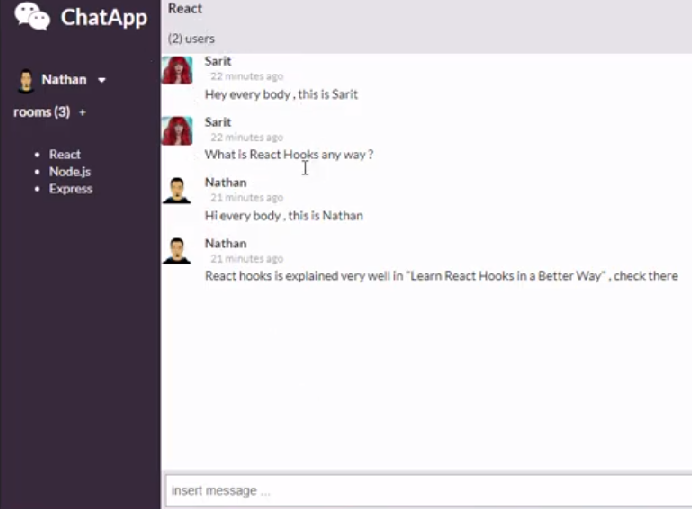 ChatApp
Nathan
rooms (3) +
React
Node.js
Express
React
(2) users
Sarit
22 minutes ago
Hey every body , this is Sarit
Sarit
22 minutes ago
What is React Hooks any way ?
Nathan
21 minutes ago
Hi every body , this is Nathan
Nathan
21 minutes ago
React hooks is explained very well in "Learn React Hooks in a Better Way" , check there
insert message ...